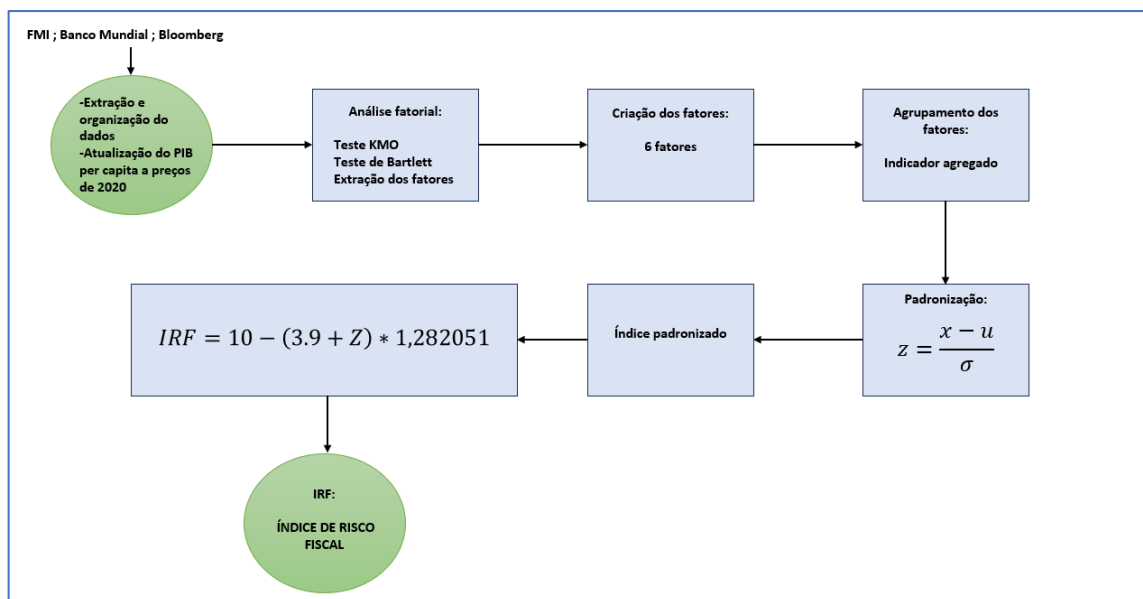 FMI ; Banco Mundial ; Bloomberg
-Extração e
organização do
dados
-Atualização do PIB
per capita a preços
de 2020
Análise fatorial:
Teste KMO
Teste de Bartlett
Extração dos fatores
Criação dos fatores:
6 fatores
Agrupamento dos
fatores:
Indicador agregado
Padronização:
z = (x − u) / σ
Índice padronizado
IRF = 10 − (3.9 + Z) ∗ 1,282051
IRF:
ÍNDICE DE RISCO
FISCAL